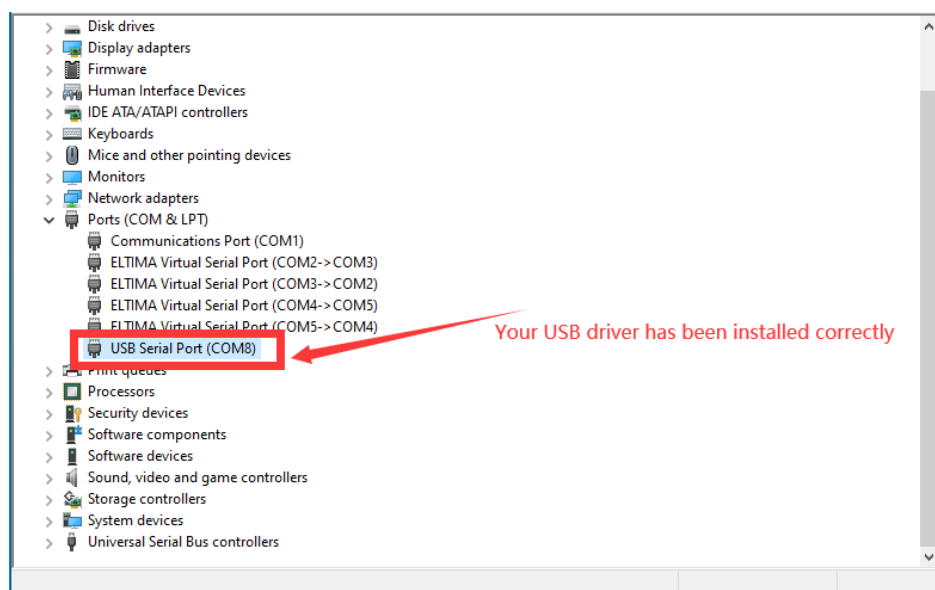 Disk drives
Display adapters
Firmware
Human Interface Devices
IDE ATA/ATAPI controllers
Keyboards
Mice and other pointing devices
Monitors
Network adapters
Ports (COM & LPT)
Communications Port (COM1)
ELTIMA Virtual Serial Port (COM2->COM3)
ELTIMA Virtual Serial Port (COM3->COM2)
ELTIMA Virtual Serial Port (COM4->COM5)
ELTIMA Virtual Serial Port (COM5->COM4)
Your USB driver has been installed correctly
USB Serial Port (COM8)
Print queues
Processors
Security devices
Software components
Software devices
Sound, video and game controllers
Storage controllers
System devices
Universal Serial Bus controllers